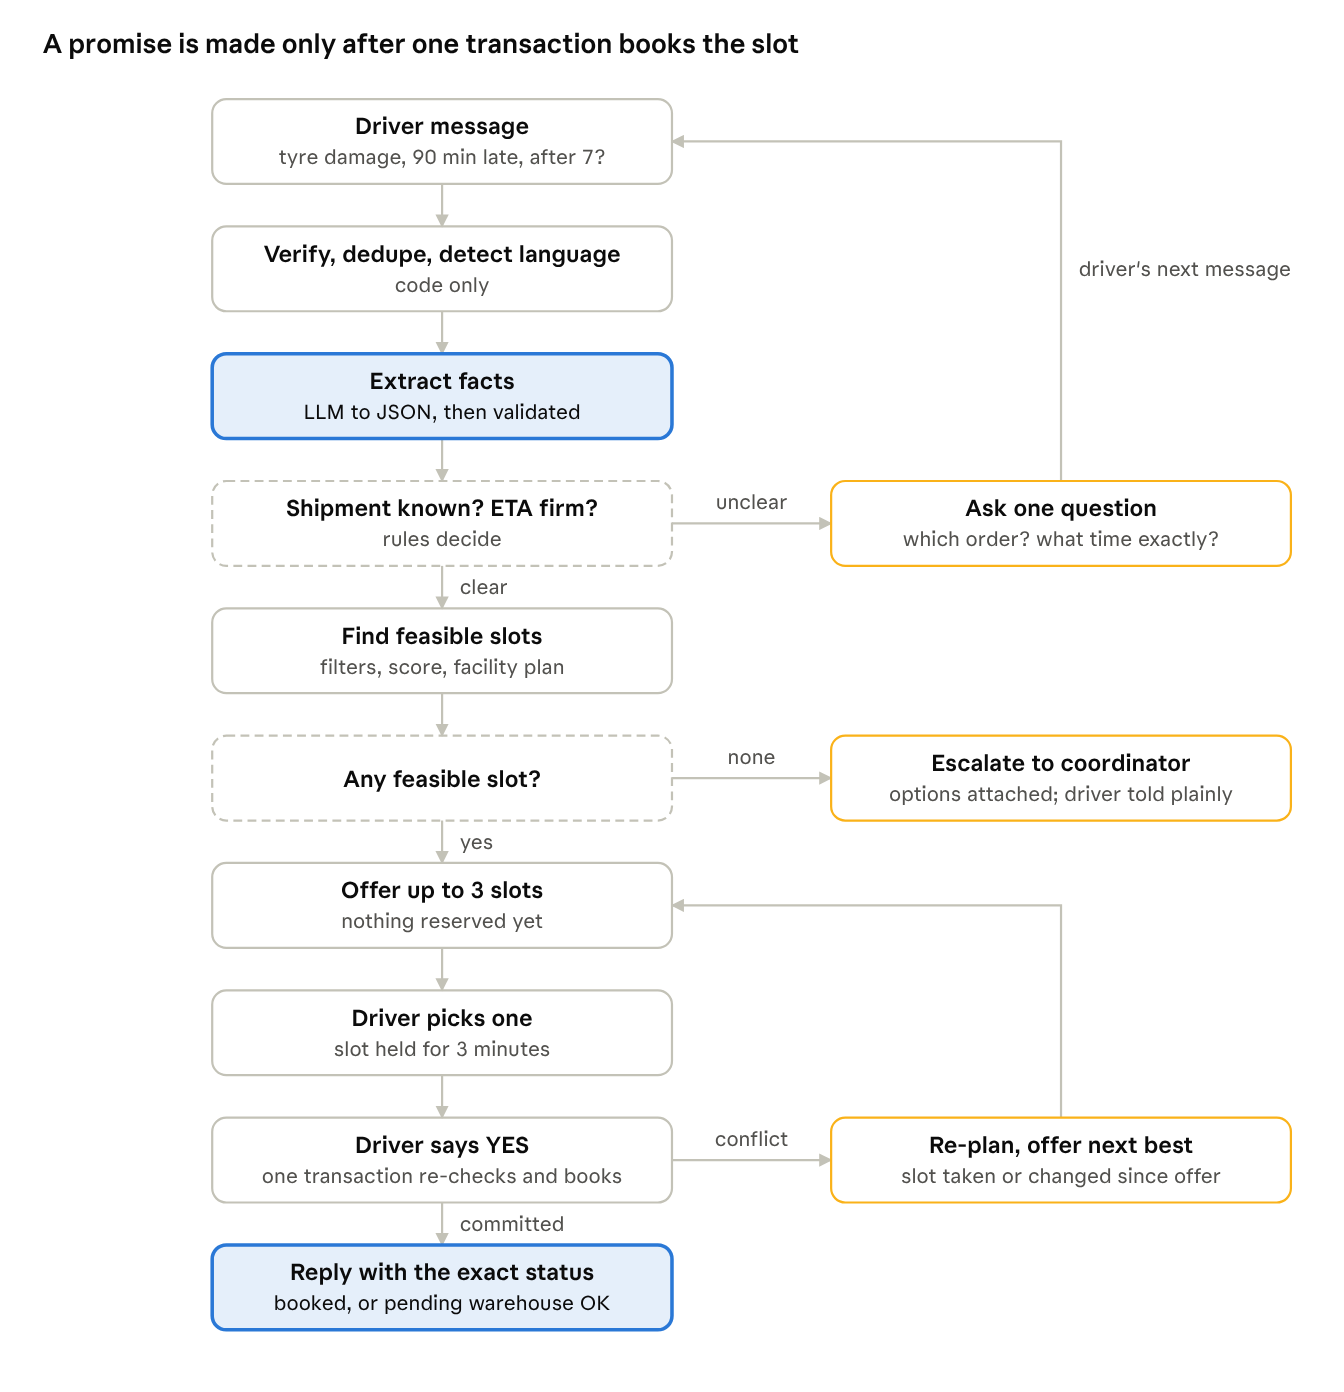 A promise is made only after one transaction books the slot
Driver message
tyre damage, 90 min late, after 7?
Verify, dedupe, detect language
code only
driver's next message
Extract facts
LLM to JSON, then validated
Shipment known? ETA firm?
rules decide
unclear
Ask one question
which order? what time exactly?
clear
Find feasible slots
filters, score, facility plan
Any feasible slot?
none
Escalate to coordinator
options attached; driver told plainly
yes
Offer up to 3 slots
nothing reserved yet
Driver picks one
slot held for 3 minutes
Driver says YES
one transaction re-checks and books
conflict
Re-plan, offer next best
slot taken or changed since offer
committed
Reply with the exact status
booked, or pending warehouse OK